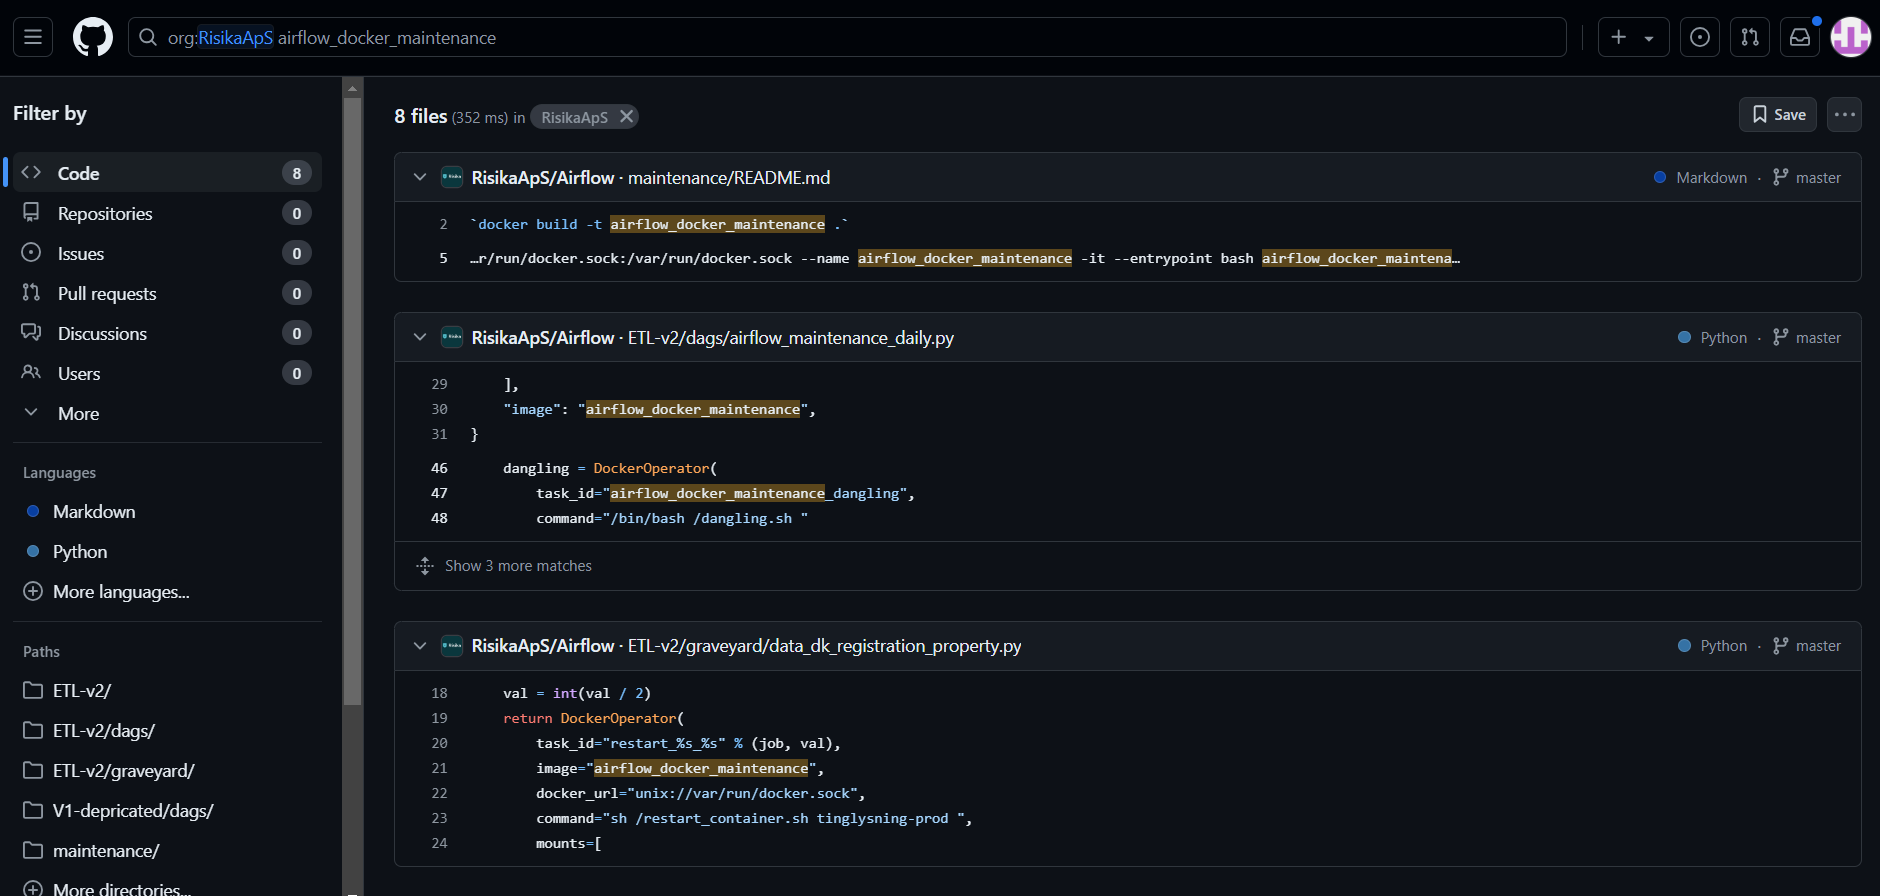 org:RisikaApS airflow_docker_maintenance
Filter by
Code 8
Repositories 0
Issues 0
Pull requests 0
Discussions 0
Users 0
More
Languages
Markdown
Python
More languages...
Paths
ETL-v2/
ETL-v2/dags/
ETL-v2/graveyard/
V1-depricated/dags/
maintenance/
More directories...
8 files (352 ms) in RisikaApS
Save
RisikaApS/Airflow · maintenance/README.md
Markdown · master
2 `docker build -t airflow_docker_maintenance .`
5 …r/run/docker.sock:/var/run/docker.sock --name airflow_docker_maintenance -it --entrypoint bash airflow_docker_maintena…
RisikaApS/Airflow · ETL-v2/dags/airflow_maintenance_daily.py
Python · master
29 ],
30 "image": "airflow_docker_maintenance",
31 }
46 dangling = DockerOperator(
47 task_id="airflow_docker_maintenance_dangling",
48 command="/bin/bash /dangling.sh "
Show 3 more matches
RisikaApS/Airflow · ETL-v2/graveyard/data_dk_registration_property.py
Python · master
18 val = int(val / 2)
19 return DockerOperator(
20 task_id="restart_%s_%s" % (job, val),
21 image="airflow_docker_maintenance",
22 docker_url="unix://var/run/docker.sock",
23 command="sh /restart_container.sh tinglysning-prod ",
24 mounts=[